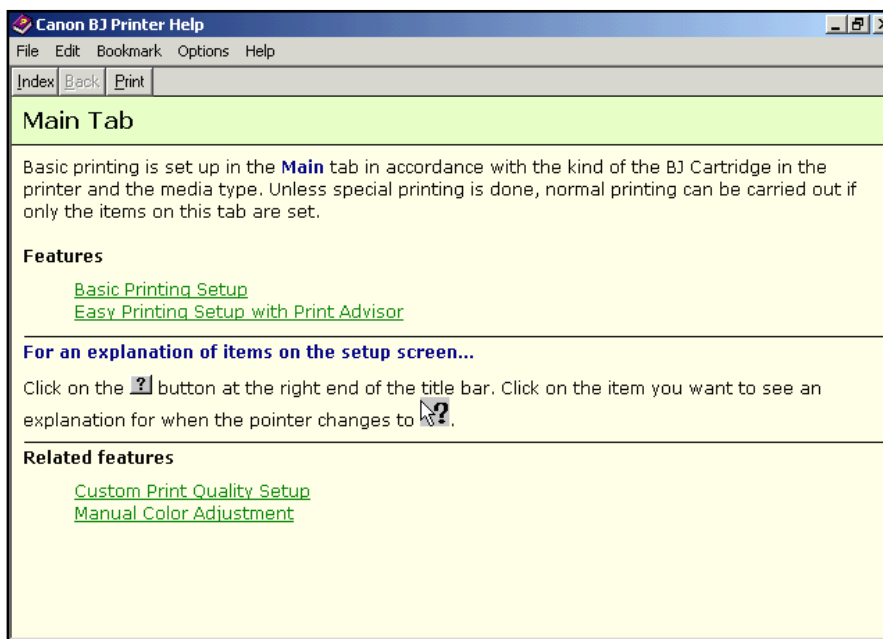 Canon BJ Printer Help
File Edit Bookmark Options Help
Index Back Print
Main Tab
Basic printing is set up in the Main tab in accordance with the kind of the BJ Cartridge in the
printer and the media type. Unless special printing is done, normal printing can be carried out if
only the items on this tab are set.
Features
Basic Printing Setup
Easy Printing Setup with Print Advisor
For an explanation of items on the setup screen...
Click on the ? button at the right end of the title bar. Click on the item you want to see an
explanation for when the pointer changes to ?.
Related features
Custom Print Quality Setup
Manual Color Adjustment